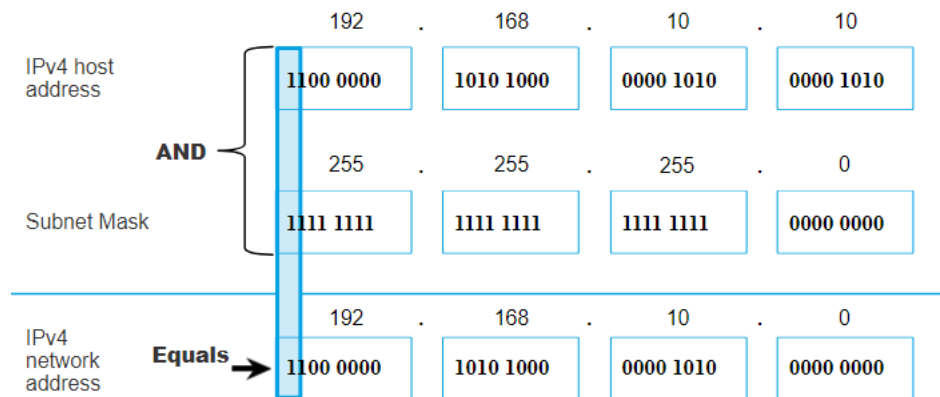 192 . 168 . 10 . 10
IPv4 host
address
1100 0000 1010 1000 0000 1010 0000 1010
AND
255 . 255 . 255 . 0
Subnet Mask
1111 1111 1111 1111 1111 1111 0000 0000
192 . 168 . 10 . 0
IPv4
network
address
Equals
1100 0000 1010 1000 0000 1010 0000 0000